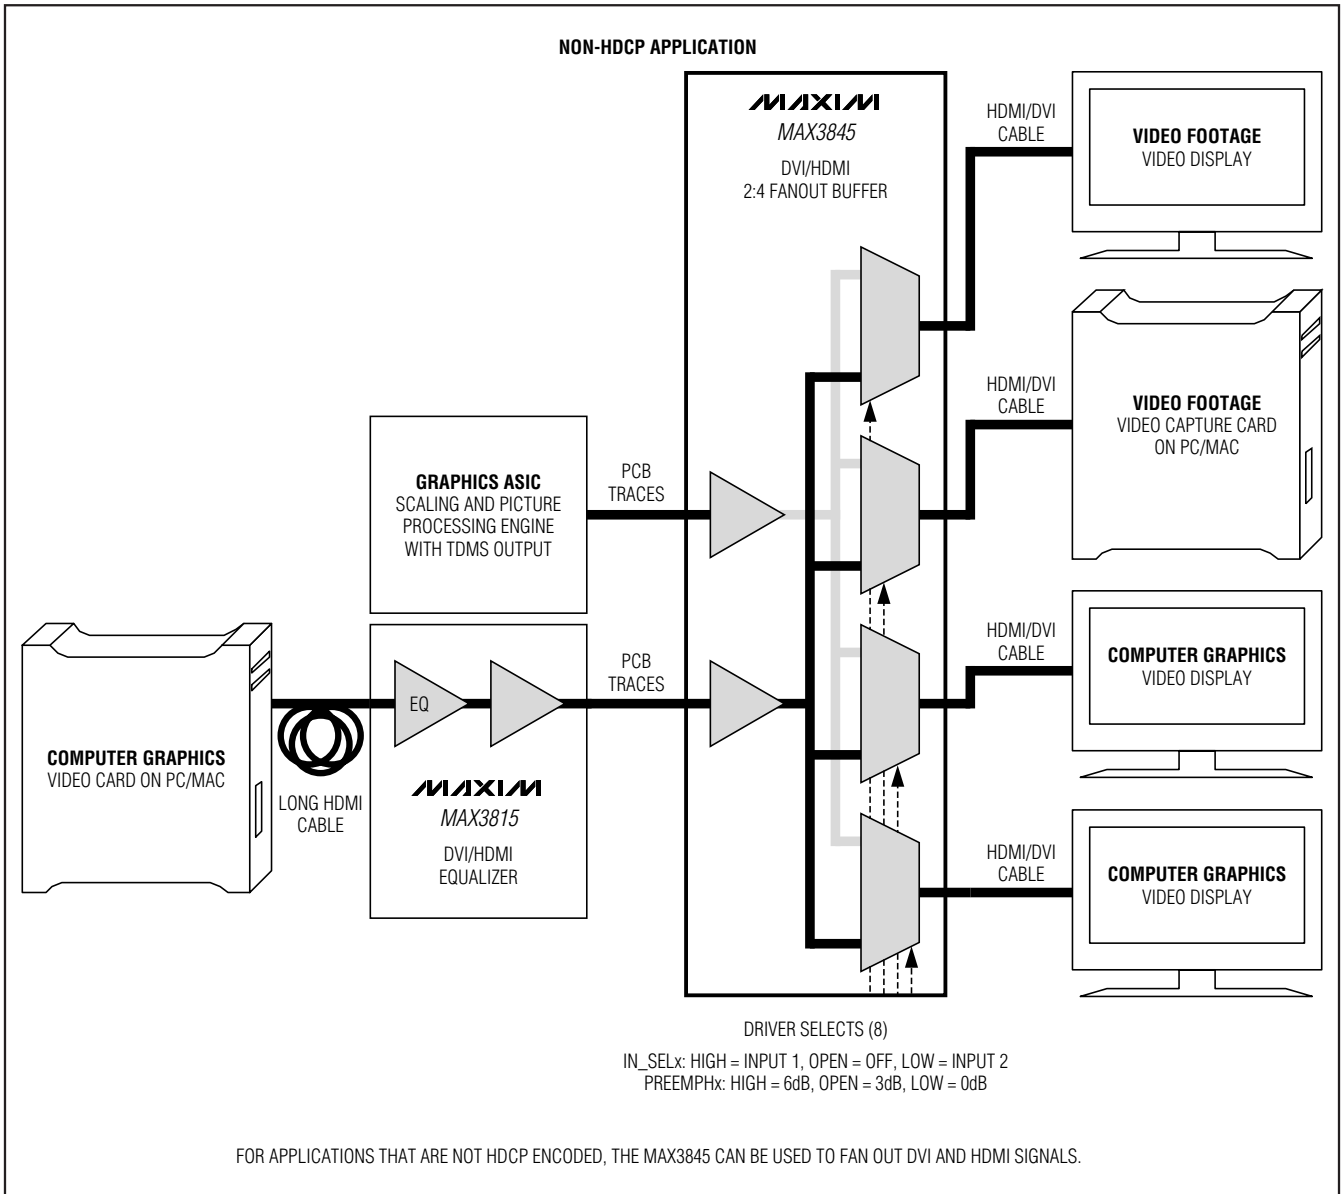 NON-HDCP APPLICATION
MAXIM
MAX3845
DVI/HDMI
2:4 FANOUT BUFFER
HDMI/DVI
CABLE
VIDEO FOOTAGE
VIDEO DISPLAY
HDMI/DVI
CABLE
VIDEO FOOTAGE
VIDEO CAPTURE CARD
ON PC/MAC
GRAPHICS ASIC
SCALING AND PICTURE
PROCESSING ENGINE
WITH TDMS OUTPUT
PCB
TRACES
HDMI/DVI
CABLE
COMPUTER GRAPHICS
VIDEO DISPLAY
PCB
TRACES
EQ
COMPUTER GRAPHICS
VIDEO CARD ON PC/MAC
LONG HDMI
CABLE
MAXIM
MAX3815
DVI/HDMI
EQUALIZER
HDMI/DVI
CABLE
COMPUTER GRAPHICS
VIDEO DISPLAY
DRIVER SELECTS (8)
IN_SELx: HIGH = INPUT 1, OPEN = OFF, LOW = INPUT 2
PREEMPHx: HIGH = 6dB, OPEN = 3dB, LOW = 0dB
FOR APPLICATIONS THAT ARE NOT HDCP ENCODED, THE MAX3845 CAN BE USED TO FAN OUT DVI AND HDMI SIGNALS.